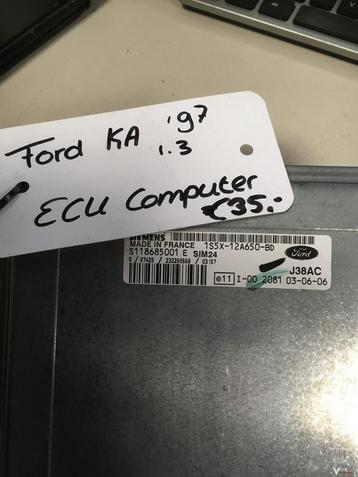 Ford KA '97
1.3
ECU Computer
€35.-
SIEMENS
MADE IN FRANCE 1S5X-12A650-BD
S118685001 E SIM24
Ford
J38AC
e11 I-00 2081 03-06-06